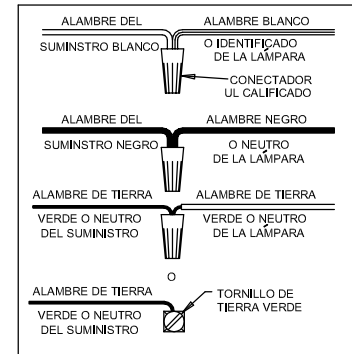 ALAMBRE DEL
SUMINSTRO BLANCO
ALAMBRE BLANCO
O IDENTIFICADO
DE LA LÁMPARA
CONECTADOR
UL CALIFICADO
ALAMBRE DEL
SUMINSTRO NEGRO
ALAMBRE NEGRO
O NEUTRO
DE LA LAMPARA
ALAMBRE DE TIERRA
VERDE O NEUTRO
DEL SUMINISTRO
ALAMBRE DE TIERRA
VERDE O NEUTRO
DE LA LAMPARA
O
ALAMBRE DE TIERRA
VERDE O NEUTRO
DEL SUMINISTRO
TORNILLO DE
TIERRA VERDE